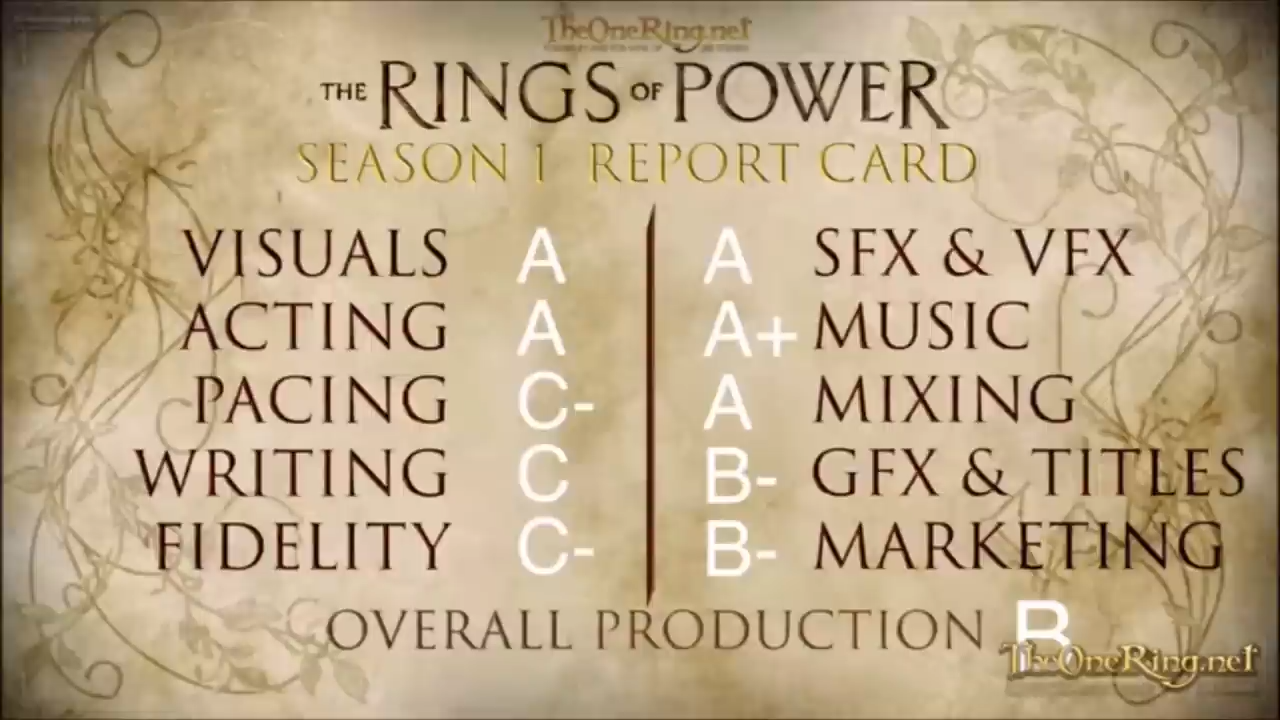 TheOneRing.net
THE RINGS OF POWER
SEASON 1 REPORT CARD
VISUALS A A SFX & VFX
ACTING A A+ MUSIC
PACING C- A MIXING
WRITING C B- GFX & TITLES
FIDELITY C- B- MARKETING
OVERALL PRODUCTION B
TheOneRing.net